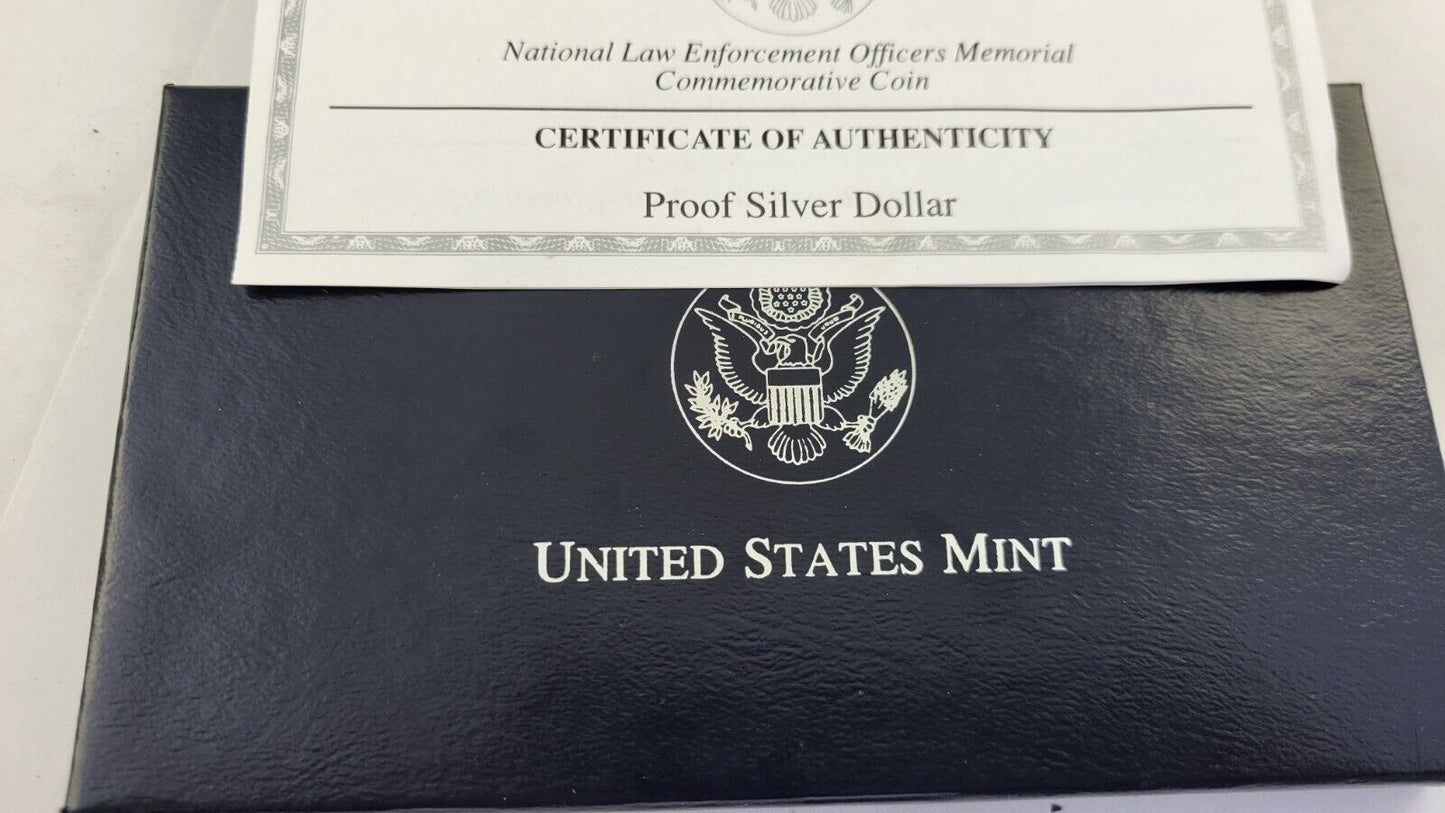 National Law Enforcement Officers Memorial
Commemorative Coin
CERTIFICATE OF AUTHENTICITY
Proof Silver Dollar
UNITED STATES MINT